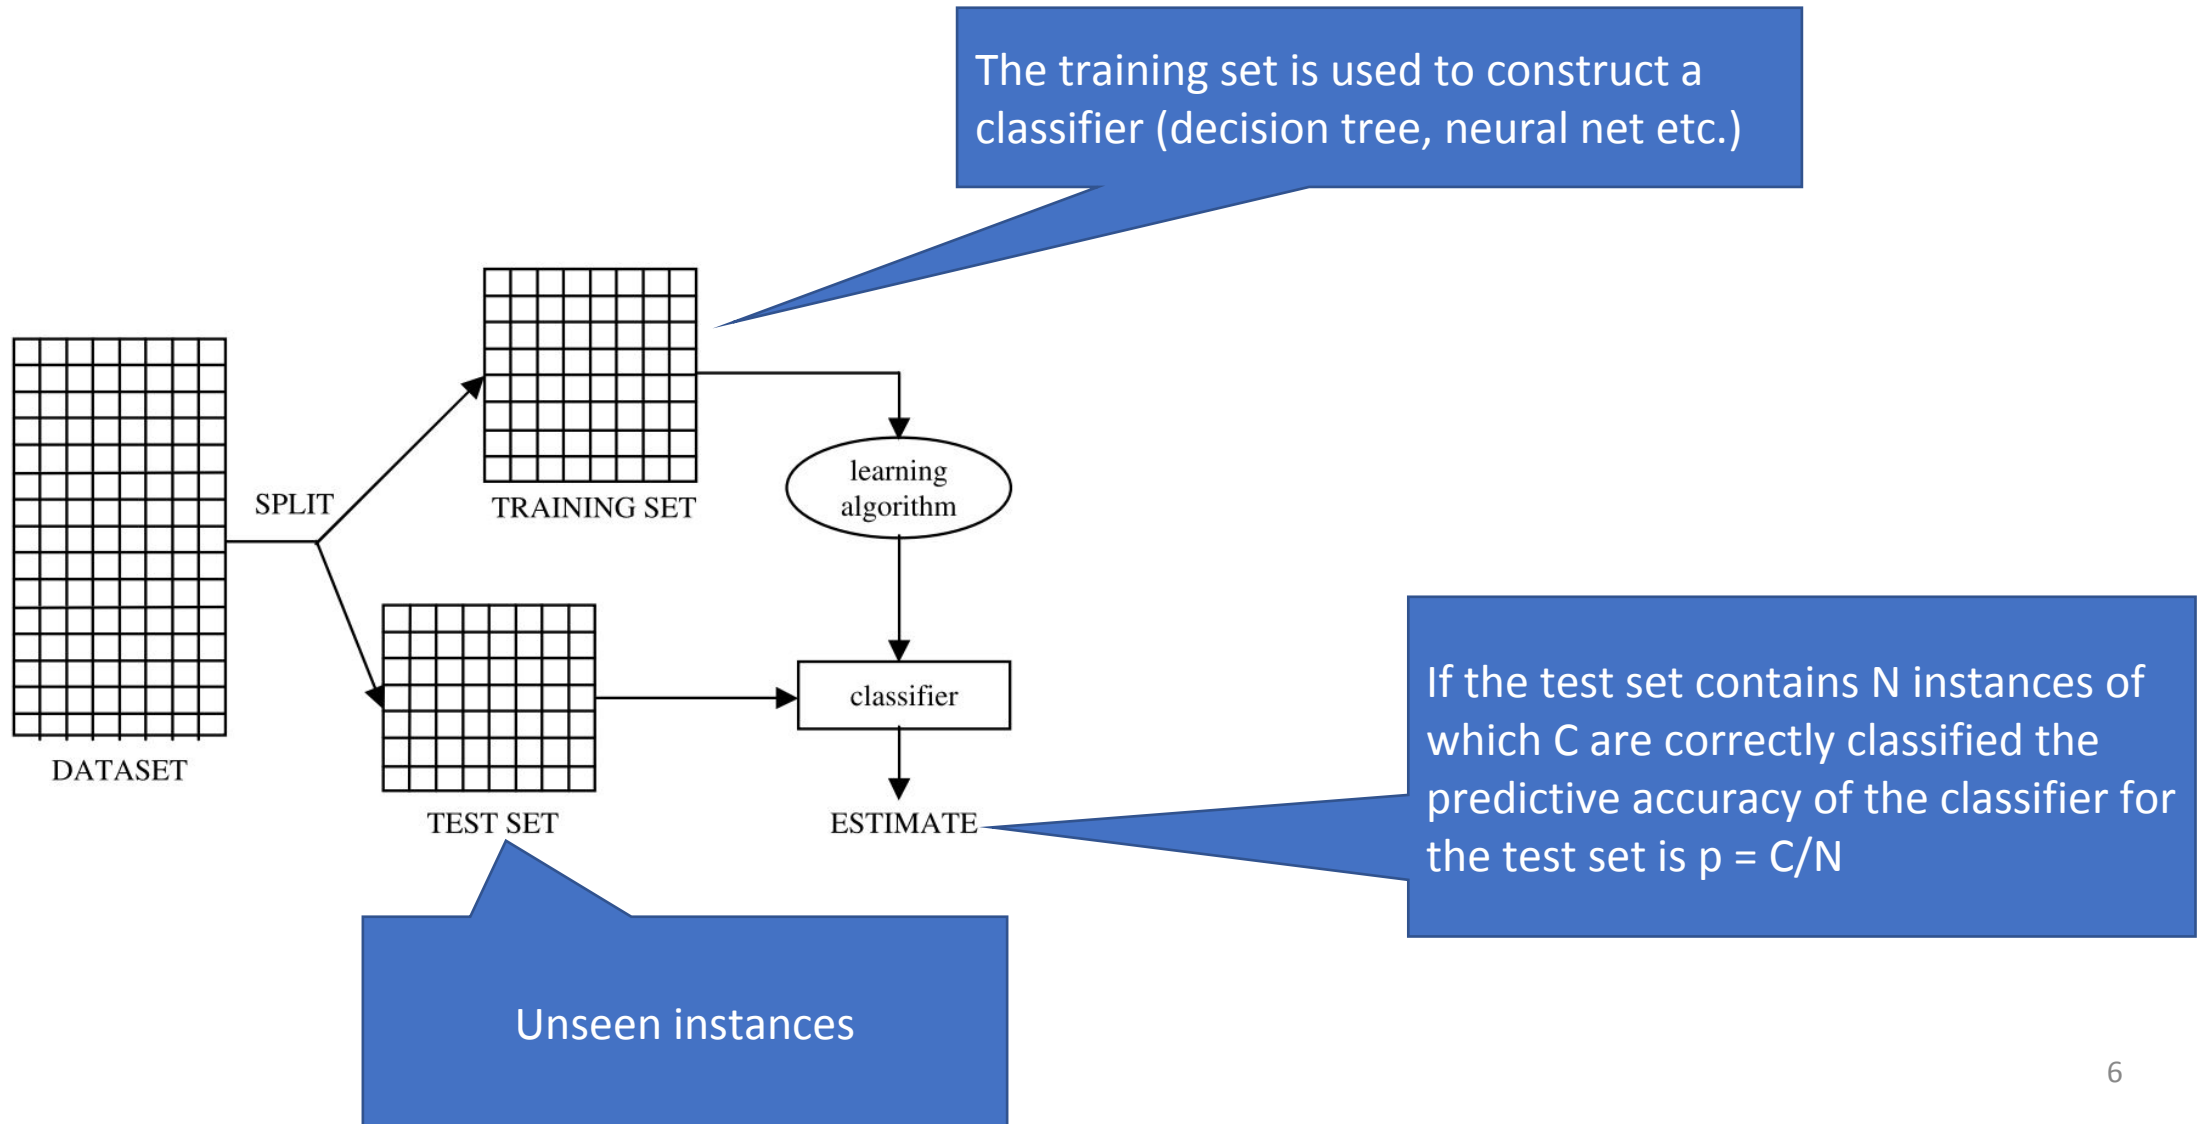 The training set is used to construct a
classifier (decision tree, neural net etc.)
SPLIT
TRAINING SET
learning
algorithm
DATASET
TEST SET
classifier
ESTIMATE
If the test set contains N instances of
which C are correctly classified the
predictive accuracy of the classifier for
the test set is p = C/N
Unseen instances
6